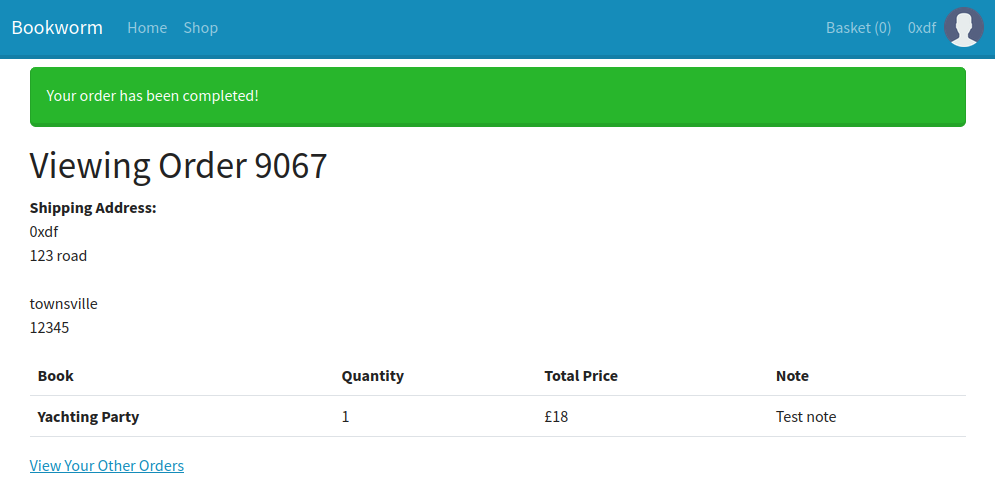 Bookworm Home Shop Basket (0) 0xdf
Your order has been completed!
Viewing Order 9067
Shipping Address:
0xdf
123 road
townsville
12345
Book Quantity Total Price Note
Yachting Party 1 £18 Test note
View Your Other Orders